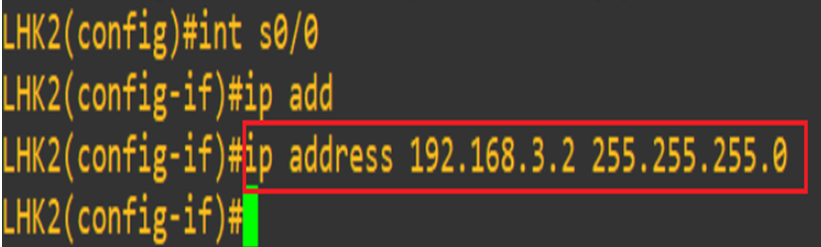 LHK2(config)#int s0/0
LHK2(config-if)#ip add
LHK2(config-if)#ip address 192.168.3.2 255.255.255.0
LHK2(config-if)#